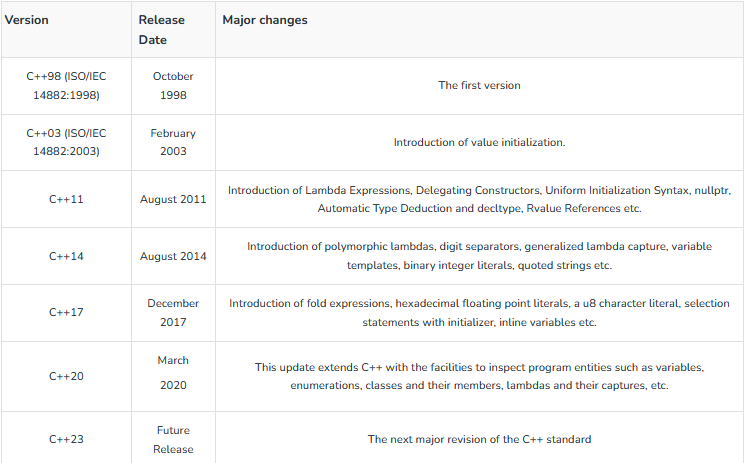 Version
Release
Date
Major changes
C++98 (ISO/IEC
14882:1998)
October
1998
The first version
C++03 (ISO/IEC
14882:2003)
February
2003
Introduction of value initialization.
C++11
August 2011
Introduction of Lambda Expressions, Delegating Constructors, Uniform Initialization Syntax, nullptr,
Automatic Type Deduction and decltype, Rvalue References etc.
C++14
August 2014
Introduction of polymorphic lambdas, digit separators, generalized lambda capture, variable
templates, binary integer literals, quoted strings etc.
C++17
December
2017
Introduction of fold expressions, hexadecimal floating point literals, a u8 character literal, selection
statements with initializer, inline variables etc.
C++20
March
2020
This update extends C++ with the facilities to inspect program entities such as variables,
enumerations, classes and their members, lambdas and their captures, etc.
C++23
Future
Release
The next major revision of the C++ standard